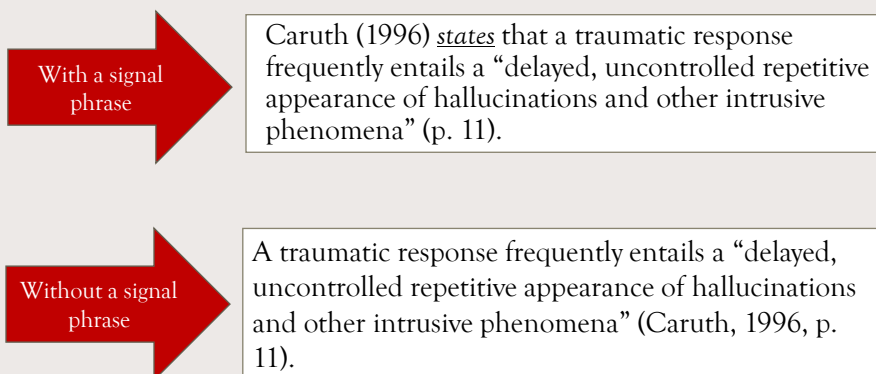 With a signal
phrase
Caruth (1996) states that a traumatic response
frequently entails a “delayed, uncontrolled repetitive
appearance of hallucinations and other intrusive
phenomena” (p. 11).
Without a signal
phrase
A traumatic response frequently entails a “delayed,
uncontrolled repetitive appearance of hallucinations
and other intrusive phenomena” (Caruth, 1996, p.
11).